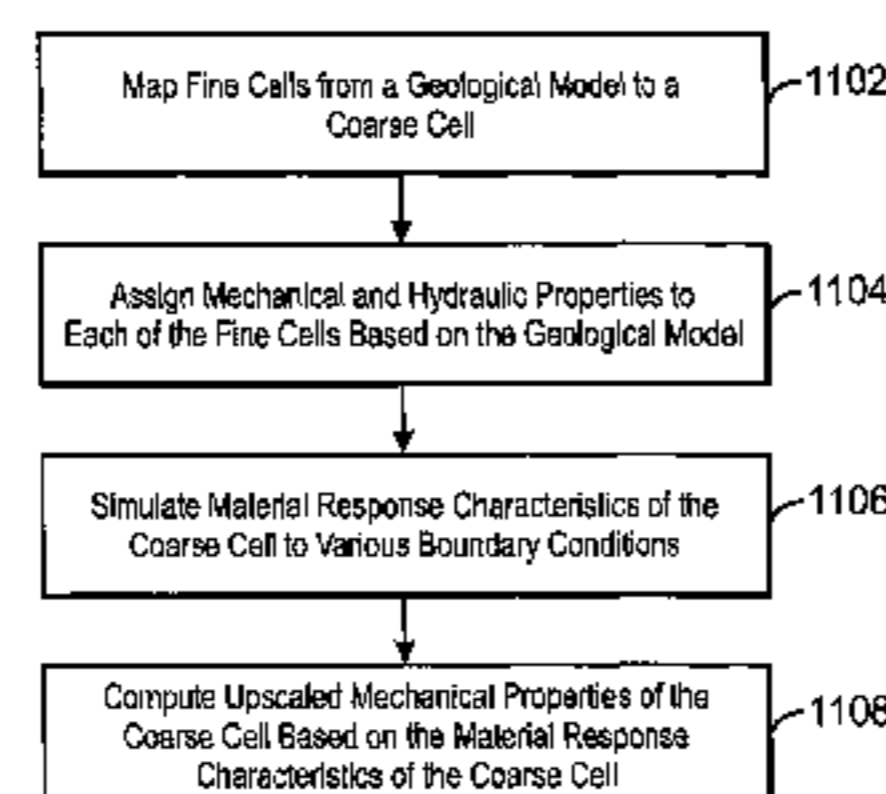 Map Fine Cells from a Geological Model to a
Coarse Cell
1102
Assign Mechanical and Hydraulic Properties to
Each of the Fine Cells Based on the Geological Model
1104
Simulate Material Response Characteristics of the
Coarse Cell to Various Boundary Conditions
1106
Compute Upscaled Mechanical Properties of the
Coarse Cell Based on the Material Response
Characteristics of the Coarse Cell
1108